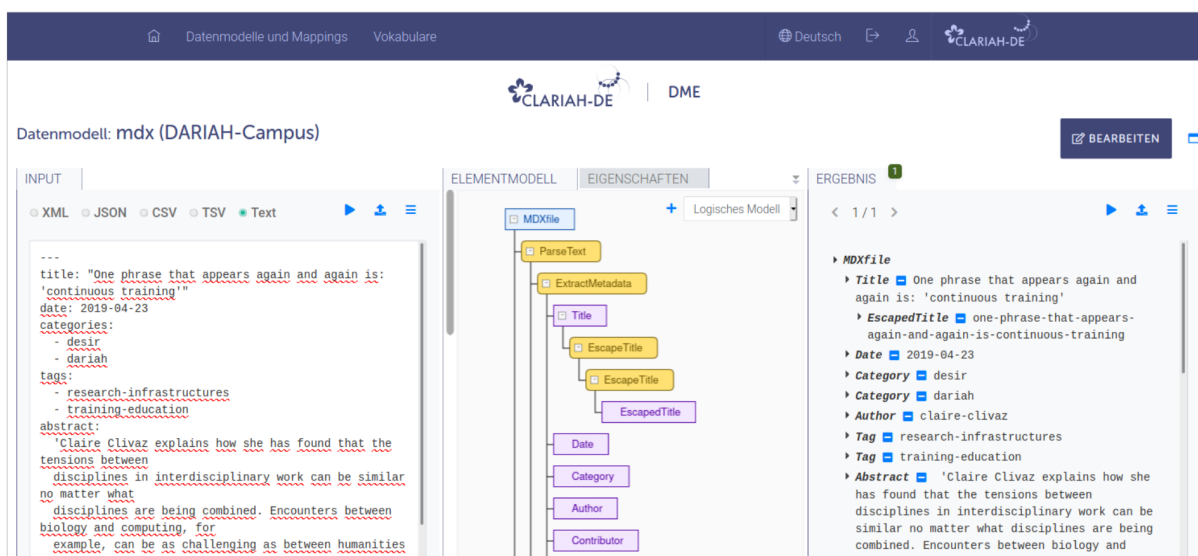 Datenmodelle und Mappings Vokabulare Deutsch CLARIAH-DE
CLARIAH-DE DME
Datenmodell: mdx (DARIAH-Campus)
BEARBEITEN
INPUT
XML JSON CSV TSV Text
---
title: "One phrase that appears again and again is:
'continuous training'"
date: 2019-04-23
categories:
- desir
- dariah
tags:
- research-infrastructures
- training-education
abstract:
'Claire Clivaz explains how she has found that the
tensions between
disciplines in interdisciplinary work can be similar
no matter what
disciplines are being combined. Encounters between
biology and computing, for
example, can be as challenging as between humanities
ELEMENTMODELL EIGENSCHAFTEN
Logisches Modell
MDXfile
ParseText
ExtractMetadata
Title
EscapeTitle
EscapeTitle
EscapedTitle
Date
Category
Author
Contributor
ERGEBNIS 1
1/1
MDXfile
Title One phrase that appears again and
again is: 'continuous training'
EscapedTitle one-phrase-that-appears-
again-and-again-is-continuous-training
Date 2019-04-23
Category desir
Category dariah
Author claire-clivaz
Tag research-infrastructures
Tag training-education
Abstract 'Claire Clivaz explains how she
has found that the tensions between
disciplines in interdisciplinary work can be
similar no matter what disciplines are being
combined. Encounters between biology and